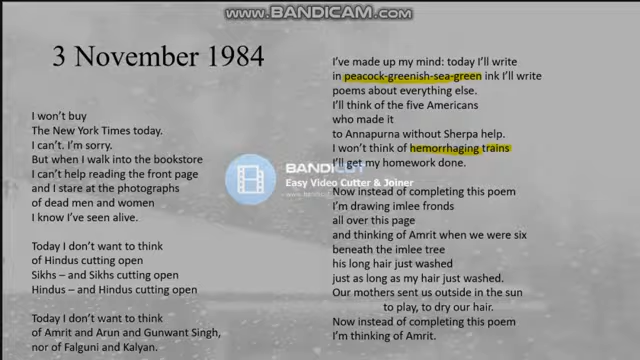 WWW.BANDICAM.COM
3 November 1984
I won't buy
The New York Times today.
I can't. I'm sorry.
But when I walk into the bookstore
I can't help reading the front page
and I stare at the photographs
of dead men and women
I know I've seen alive.
Today I don't want to think
of Hindus cutting open
Sikhs – and Sikhs cutting open
Hindus – and Hindus cutting open
Today I don't want to think
of Amrit and Arun and Gunwant Singh,
nor of Falguni and Kalyan.
I've made up my mind: today I'll write
in peacock-greenish-sea-green ink I'll write
poems about everything else.
I'll think of the five Americans
who made it
to Annapurna without Sherpa help.
I won't think of hemorrhaging trains
I'll get my homework done.
Now instead of completing this poem
I'm drawing imlee fronds
all over this page
and thinking of Amrit when we were six
beneath the imlee tree
his long hair just washed
just as long as my hair just washed.
Our mothers sent us outside in the sun
to play, to dry our hair.
Now instead of completing this poem
I'm thinking of Amrit.
BANDICUT
Easy Video Cutter & Joiner